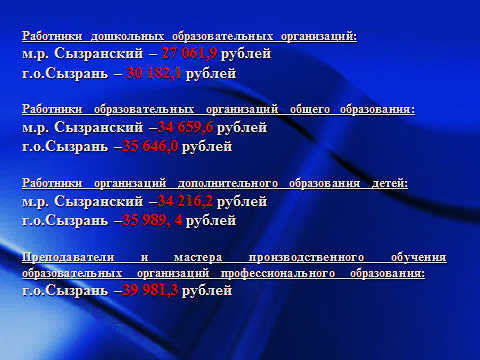 Работники дошкольных образовательных организаций:
м.р. Сызранский – 27 061,9 рублей
г.о.Сызрань – 30 182,1 рублей
Работники образовательных организаций общего образования:
м.р. Сызранский –34 659,6 рублей
г.о.Сызрань –35 646,0 рублей
Работники организаций дополнительного образования детей:
м.р. Сызранский –34 216,2 рублей
г.о.Сызрань –35 989, 4 рублей
Преподаватели и мастера производственного обучения
образовательных организаций профессионального образования:
г.о.Сызрань –39 981,3 рублей